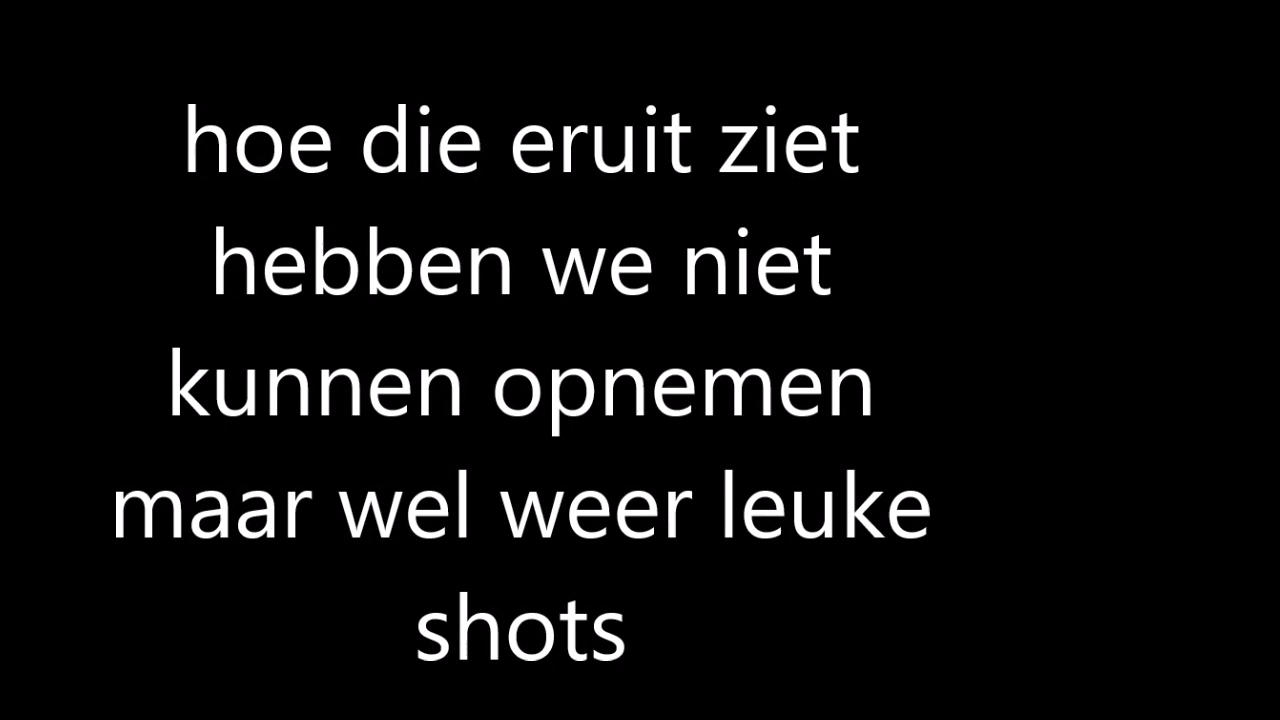 hoe die eruit ziet
hebben we niet
kunnen opnemen
maar wel weer leuke
shots